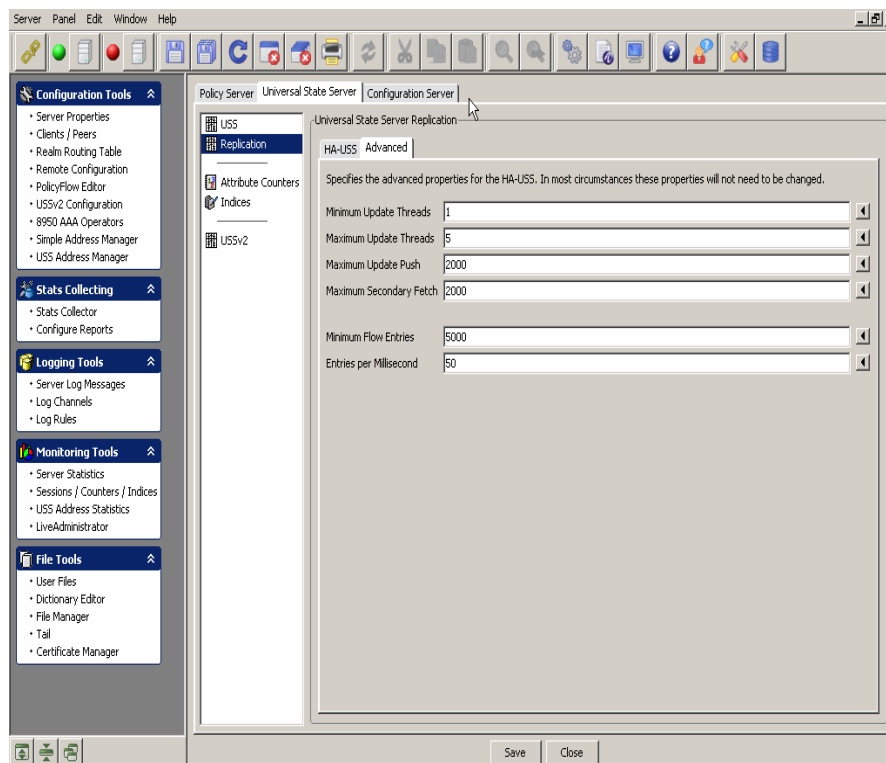 Server Panel Edit Window Help
Configuration Tools
• Server Properties
• Clients / Peers
• Realm Routing Table
• Remote Configuration
• PolicyFlow Editor
• USSv2 Configuration
• 8950 AAA Operators
• Simple Address Manager
• USS Address Manager
Stats Collecting
• Stats Collector
• Configure Reports
Logging Tools
• Server Log Messages
• Log Channels
• Log Rules
Monitoring Tools
• Server Statistics
• Sessions / Counters / Indices
• USS Address Statistics
• LiveAdministrator
File Tools
• User Files
• Dictionary Editor
• File Manager
• Tail
• Certificate Manager
Policy Server Universal State Server Configuration Server
USS
Replication
Attribute Counters
Indices
USSv2
Universal State Server Replication
HA-USS Advanced
Specifies the advanced properties for the HA-USS. In most circumstances these properties will not need to be changed.
Minimum Update Threads 1
Maximum Update Threads 5
Maximum Update Push 2000
Maximum Secondary Fetch 2000
Minimum Flow Entries 5000
Entries per Millisecond 50
Save Close